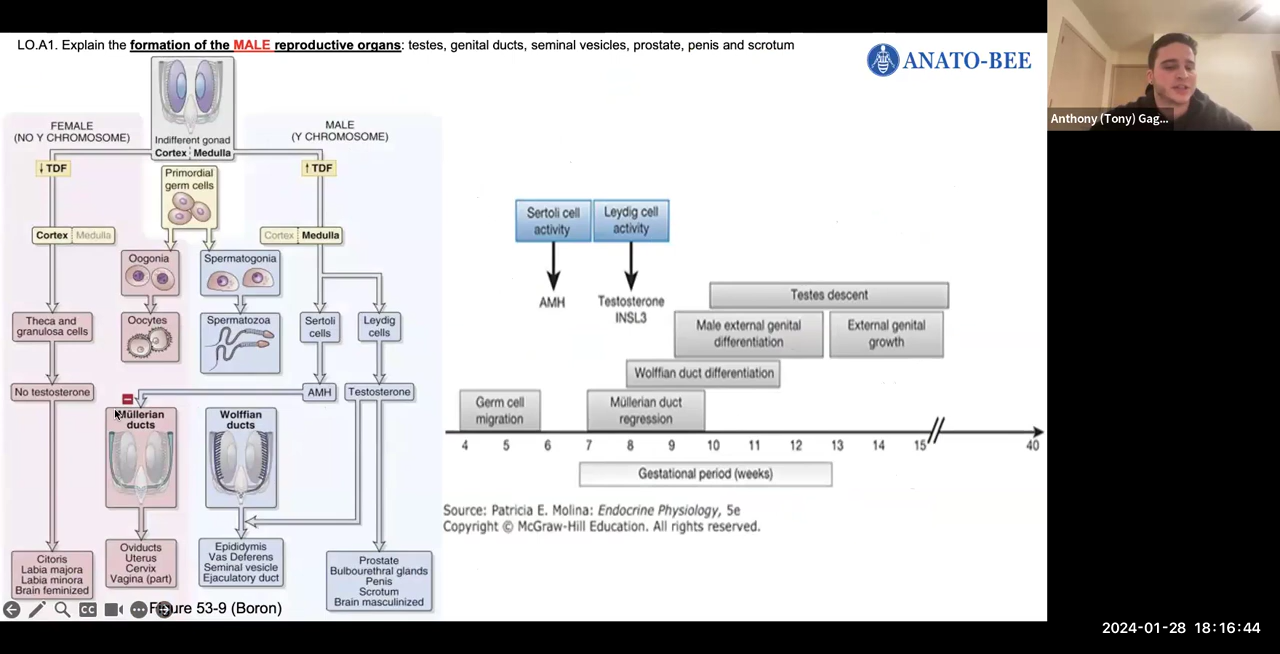 LO.A1. Explain the formation of the MALE reproductive organs: testes, genital ducts, seminal vesicles, prostate, penis and scrotum
ANATO-BEE
Anthony (Tony) Gag...
FEMALE
(NO Y CHROMOSOME)
Indifferent gonad
Cortex Medulla
MALE
(Y CHROMOSOME)
↓ TDF
Primordial
germ cells
↑ TDF
Cortex Medulla
Cortex Medulla
Oogonia
Spermatogonia
Theca and
granulosa cells
Oocytes
Spermatozoa
Sertoli
cells
Leydig
cells
No testosterone
AMH
Testosterone
Müllerian
ducts
Wolffian
ducts
Citoris
Labia majora
Labia minora
Brain feminized
Oviducts
Uterus
Cervix
Vagina (part)
Epididymis
Vas Deferens
Seminal vesicle
Ejaculatory duct
Prostate
Bulbourethral glands
Penis
Scrotum
Brain masculinized
CC
Figure 53-9 (Boron)
Sertoli cell
activity
Leydig cell
activity
AMH
Testosterone
INSL3
Testes descent
Male external genital
differentiation
External genital
growth
Wolffian duct differentiation
Germ cell
migration
Müllerian duct
regression
4 5 6 7 8 9 10 11 12 13 14 15 40
Gestational period (weeks)
Source: Patricia E. Molina: Endocrine Physiology, 5e
Copyright © McGraw-Hill Education. All rights reserved.
2024-01-28 18:16:44